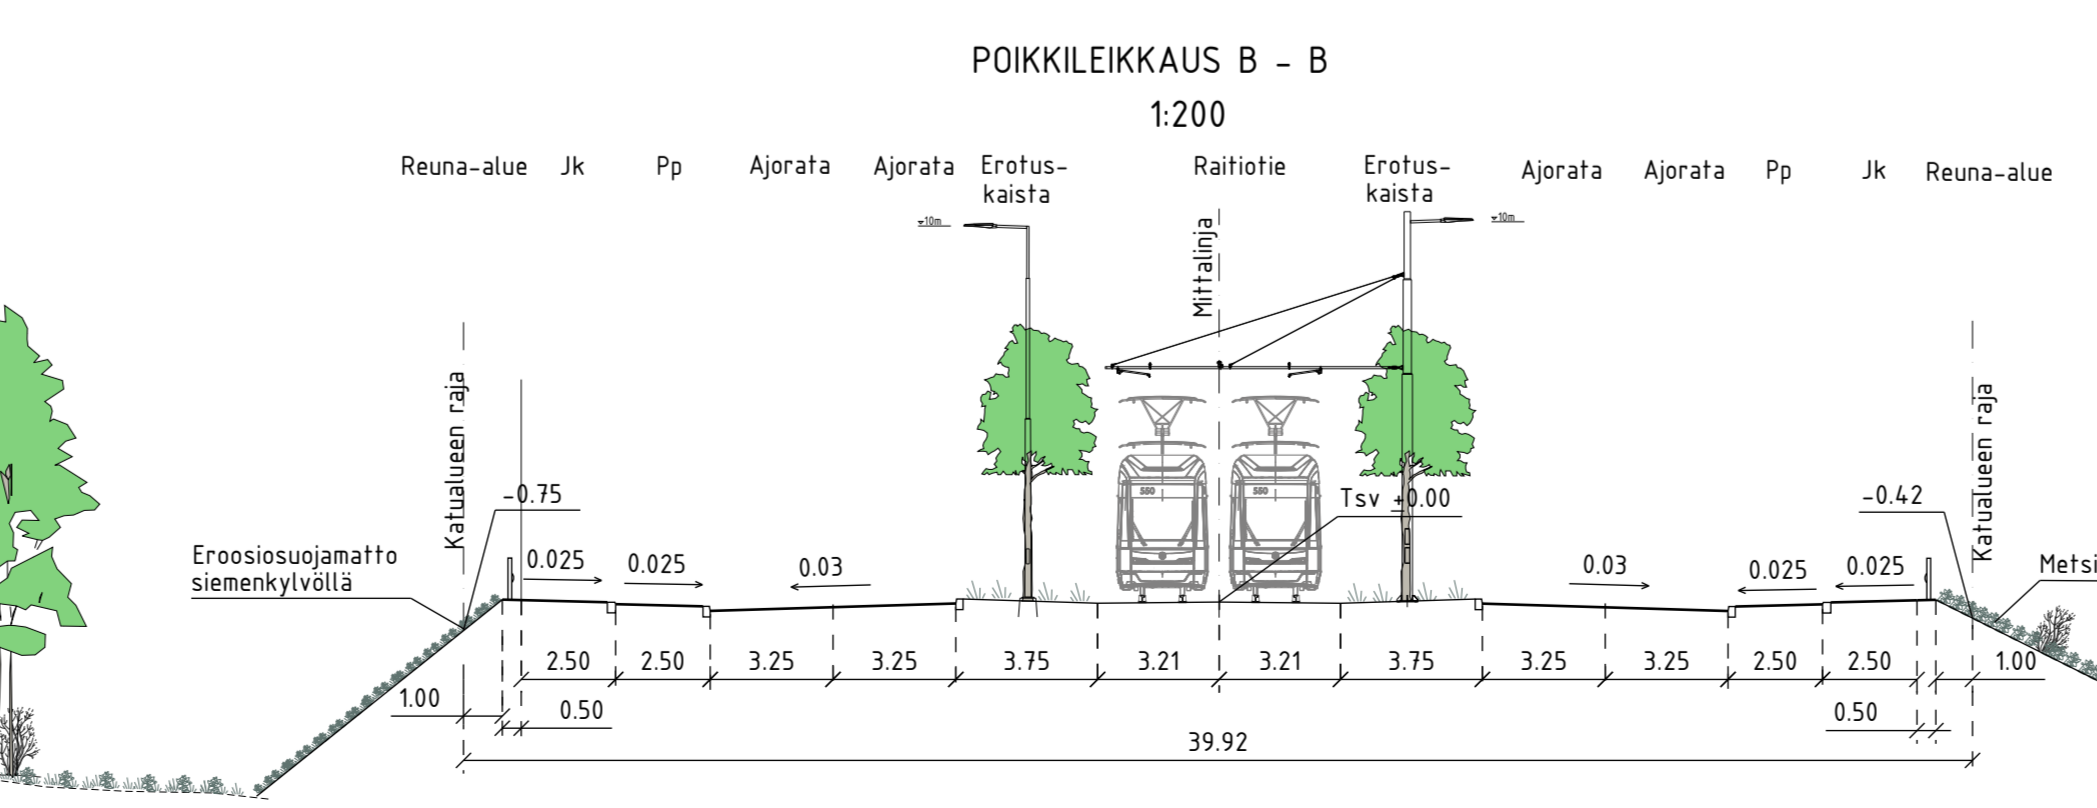 POIKKILEIKKAUS B - B
1:200
Reuna-alue Jk Pp Ajorata Ajorata Erotus-
kaista
Raitiotie
Erotus-
kaista
Ajorata Ajorata Pp Jk Reuna-alue
10m
10m
Mittalinja
Katualueen raja
Katualueen raja
-0.75
Tsv ±0.00
-0.42
550
550
Eroosiosuojamatto
siemenkylvöllä
0.025 0.025 0.03
0.03 0.025 0.025
Metsi
2.50 2.50 3.25 3.25 3.75 3.21 3.21 3.75 3.25 3.25 2.50 2.50 1.00
1.00
0.50
0.50
39.92